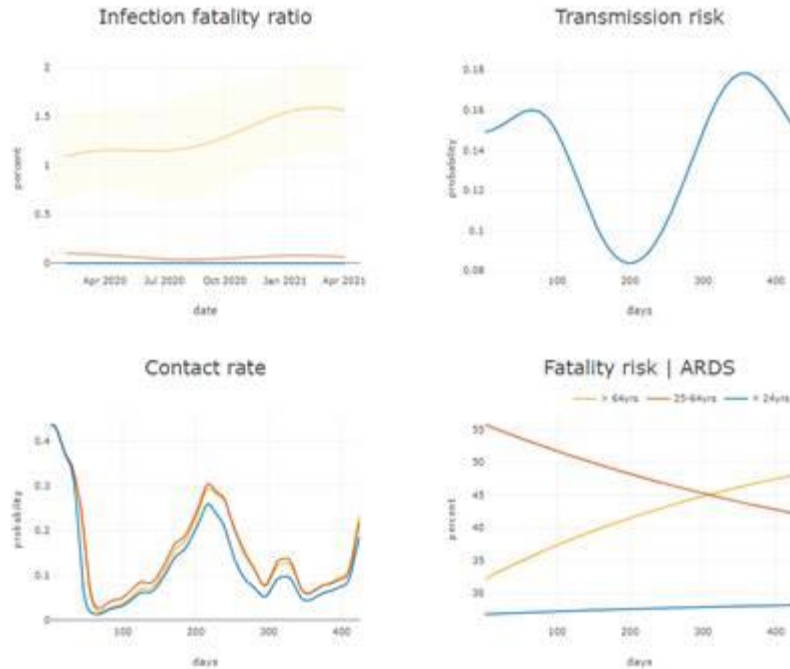 Infection fatality ratio
2
1.5
1
0.5
0
percent
Apr 2020 Jul 2020 Oct 2020 Jan 2021 Apr 2021
date
Transmission risk
0.18
0.16
0.14
0.12
0.1
0.08
probability
100 200 300 400
days
Contact rate
0.4
0.3
0.2
0.1
0
probability
100 200 300 400
days
Fatality risk | ARDS
> 64yrs 25-64yrs < 24yrs
55
50
45
40
35
30
percent
100 200 300 400
days